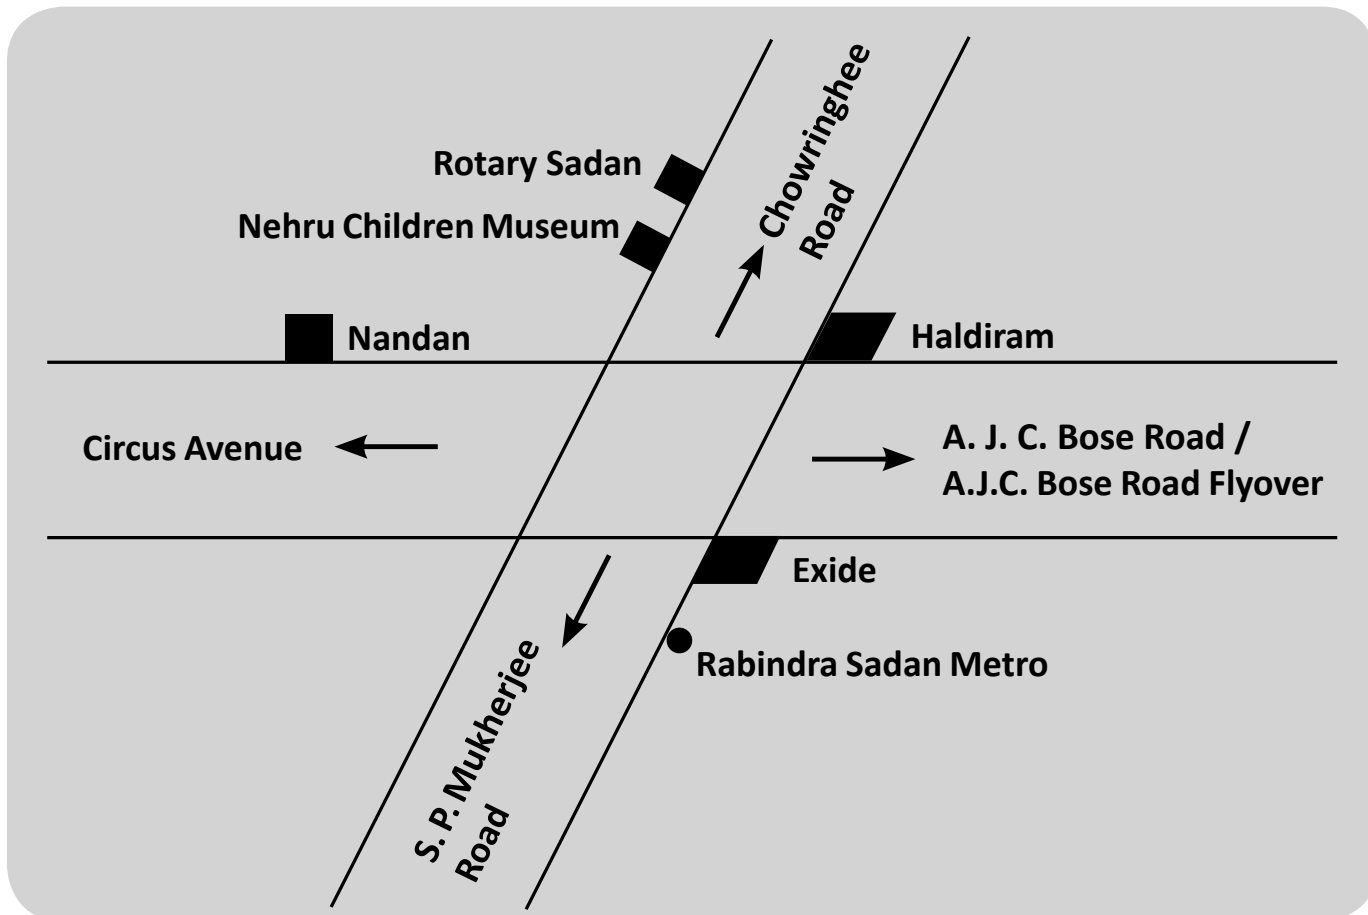 Chowringhee
Road
Rotary Sadan
Nehru Children Museum
Nandan
Haldiram
Circus Avenue
A. J. C. Bose Road /
A.J.C. Bose Road Flyover
Exide
Rabindra Sadan Metro
S. P. Mukherjee
Road